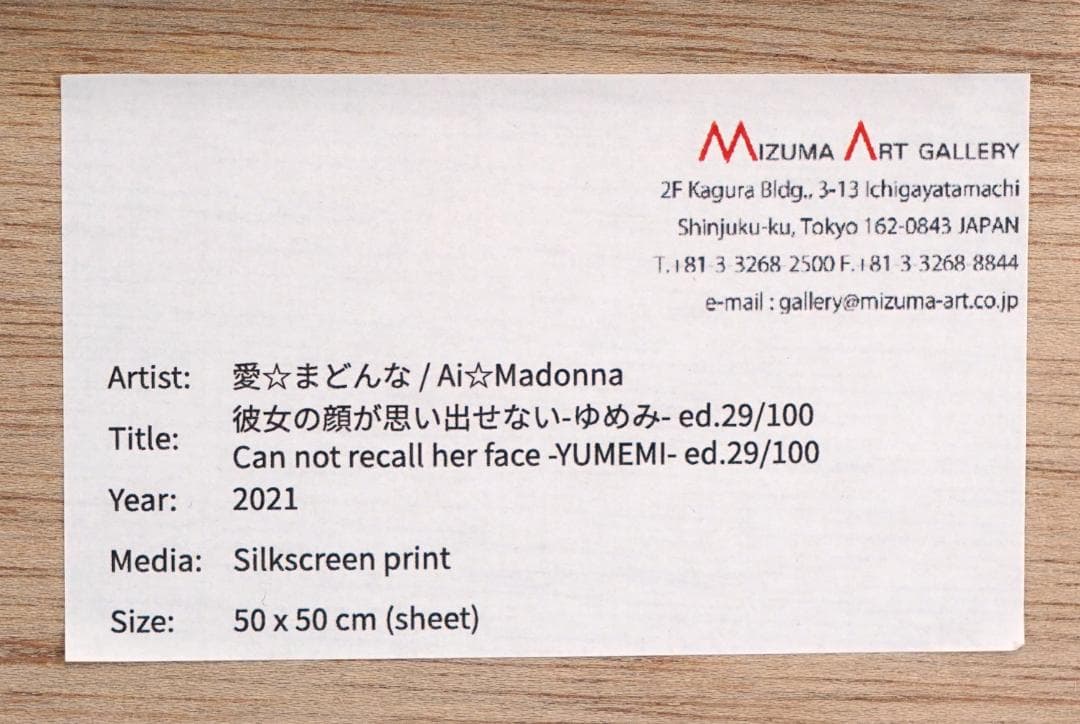 MIZUMA ART GALLERY
2F Kagura Bldg., 3-13 Ichigayatamachi
Shinjuku-ku, Tokyo 162-0843 JAPAN
T.+81-3-3268-2500 F.+81-3-3268-8844
e-mail : gallery@mizuma-art.co.jp
Artist: 愛☆まどんな / Ai☆Madonna
Title: 彼女の顔が思い出せない-ゆめみ- ed.29/100
Can not recall her face -YUMEMI- ed.29/100
Year: 2021
Media: Silkscreen print
Size: 50 x 50 cm (sheet)